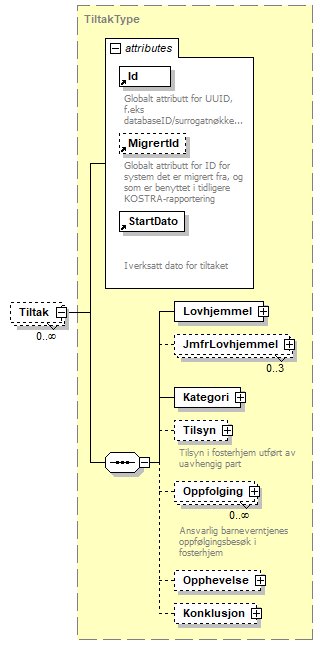 TiltakType
attributes
Id
Globalt attributt for UUID,
f.eks
databaseID/surrogatnøkke...
MigrertId
Globalt attributt for ID for
system det er migrert fra, og
som er benyttet i tidligere
KOSTRA-rapportering
StartDato
Iverksatt dato for tiltaket
Tiltak
0..∞
Lovhjemmel
JmfrLovhjemmel
0..3
Kategori
Tilsyn
Tilsyn i fosterhjem utført av
uavhengig part
Oppfolging
0..∞
Ansvarlig barneverntjenes
oppfølgingsbesøk i
fosterhjem
Opphevelse
Konklusjon